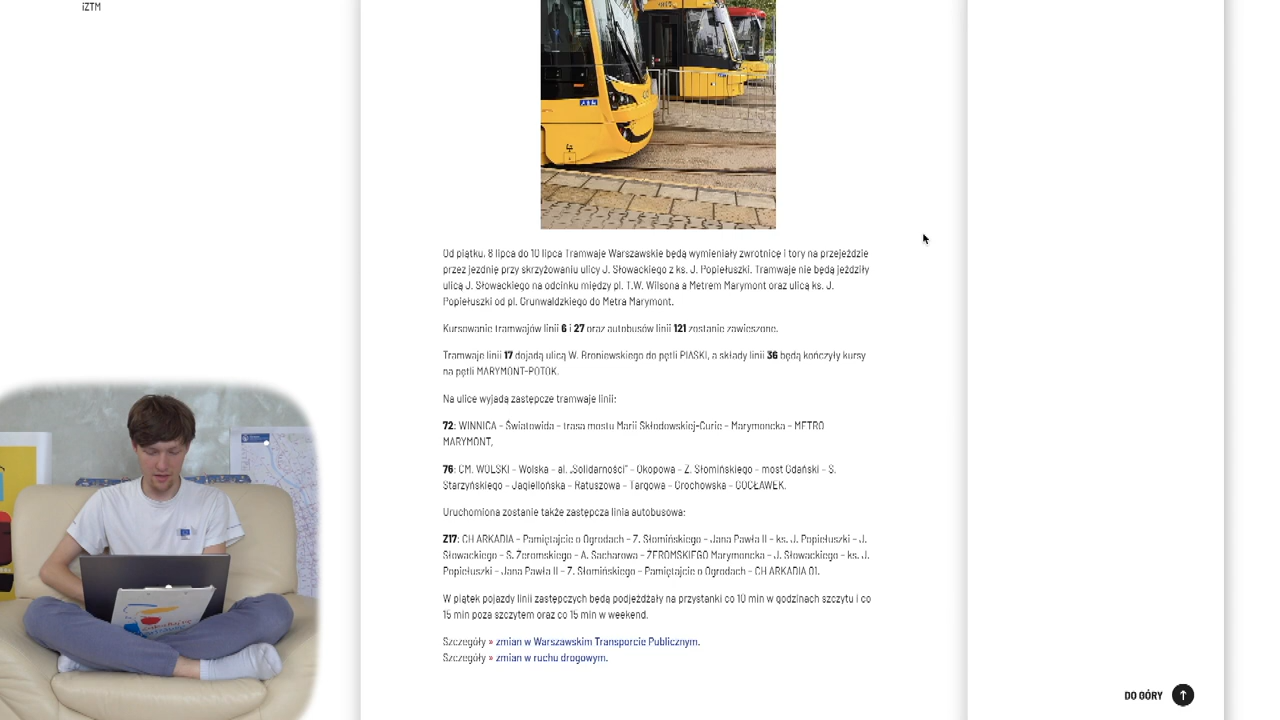 iZTM
Od piątku, 8 lipca do 10 lipca Tramwaje Warszawskie będą wymieniały zwrotnicę i tory na przejeździe
przez jezdnię przy skrzyżowaniu ulicy J. Słowackiego z ks. J. Popiełuszki. Tramwaje nie będą jeździły
ulicą J. Słowackiego na odcinku między pl. T.W. Wilsona a Metrem Marymont oraz ulicą ks. J.
Popiełuszki od pl. Grunwaldzkiego do Metra Marymont.
Kursowanie tramwajów linii 6 i 27 oraz autobusów linii 121 zostanie zawieszone.
Tramwaje linii 17 dojadą ulicą W. Broniewskiego do pętli PIASKI, a składy linii 36 będą kończyły kursy
na pętli MARYMONT-POTOK.
Na ulice wyjadą zastępcze tramwaje linii:
72: WINNICA – Światowida – trasa mostu Marii Skłodowskiej-Curie – Marymoncka – METRO
MARYMONT,
76: CM. WOLSKI – Wolska – al. „Solidarności” – Okopowa – Z. Słomińskiego – most Gdański – S.
Starzyńskiego – Jagiellońska – Ratuszowa – Targowa – Grochowska – GOCŁAWEK.
Uruchomiona zostanie także zastępcza linia autobusowa:
Z17: CH ARKADIA – Pamiętajcie o Ogrodach – Z. Słomińskiego – Jana Pawła II – ks. J. Popiełuszki – J.
Słowackiego – S. Żeromskiego – A. Sacharowa – ŻEROMSKIEGO Marymoncka – J. Słowackiego – ks. J.
Popiełuszki – Jana Pawła II – Z. Słomińskiego – Pamiętajcie o Ogrodach – CH ARKADIA 01.
W piątek pojazdy linii zastępczych będą podjeżdżały na przystanki co 10 min w godzinach szczytu i co
15 min poza szczytem oraz co 15 min w weekend.
Szczegóły » zmian w Warszawskim Transporcie Publicznym.
Szczegóły » zmian w ruchu drogowym.
DO GÓRY